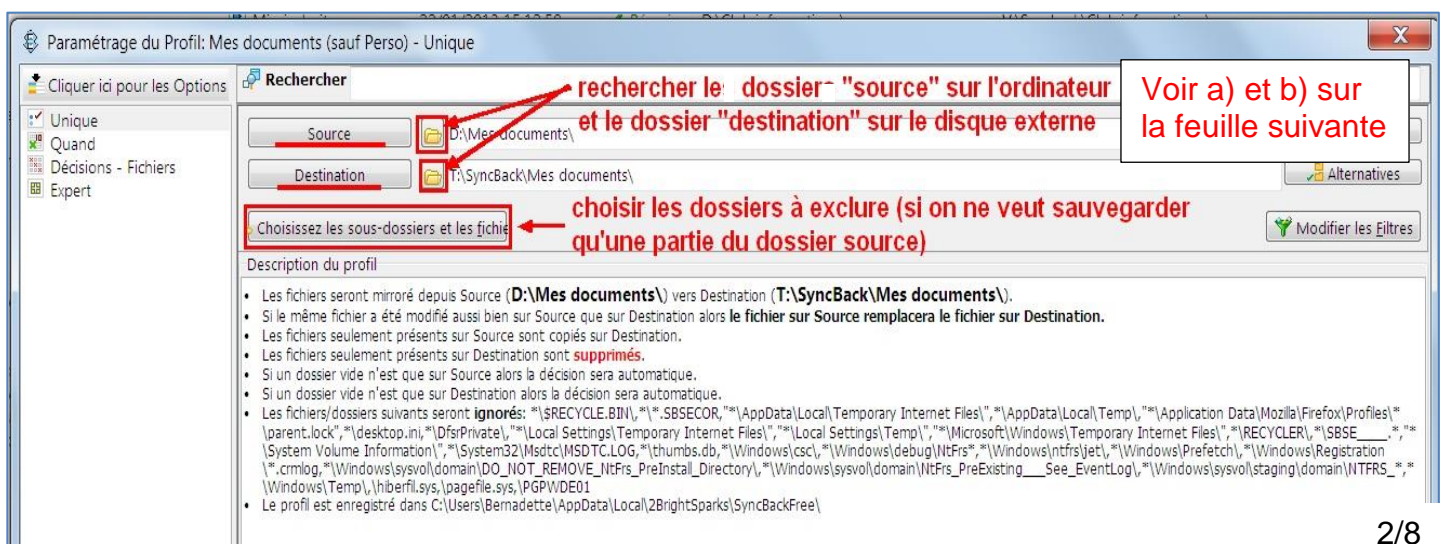 Paramétrage du Profil: Mes documents (sauf Perso) - Unique
X
Cliquer ici pour les Options
Rechercher
rechercher le dossier "source" sur l'ordinateur
et le dossier "destination" sur le disque externe
Voir a) et b) sur
la feuille suivante
Unique
Quand
Décisions - Fichiers
Expert
Source
D:\Mes documents\
Destination
T:\SyncBack\Mes documents\
Alternatives
choisir les dossiers à exclure (si on ne veut sauvegarder
qu'une partie du dossier source)
Choisissez les sous-dossiers et les fichie
Modifier les Filtres
Description du profil
• Les fichiers seront mirroré depuis Source (D:\Mes documents\) vers Destination (T:\SyncBack\Mes documents\).
• Si le même fichier a été modifié aussi bien sur Source que sur Destination alors le fichier sur Source remplacera le fichier sur Destination.
• Les fichiers seulement présents sur Source sont copiés sur Destination.
• Les fichiers seulement présents sur Destination sont supprimés.
• Si un dossier vide n'est que sur Source alors la décision sera automatique.
• Si un dossier vide n'est que sur Destination alors la décision sera automatique.
• Les fichiers/dossiers suivants seront ignorés: *\$RECYCLE.BIN\,*\*.SBSECOR,"*\AppData\Local\Temporary Internet Files\",*\AppData\Local\Temp\,"*\Application Data\Mozilla\Firefox\Profiles\*
\parent.lock",*\desktop.ini,*\DfsrPrivate\,"*\Local Settings\Temporary Internet Files\","*\Local Settings\Temp\","*\Microsoft\Windows\Temporary Internet Files\",*\RECYCLER\,*\SBSE____.*,"*
\System Volume Information\",*\System32\Msdtc\MSDTC.LOG,*\thumbs.db,*\Windows\csc\,*\Windows\debug\NtFrs*,*\Windows\ntfrs\jet\,*\Windows\Prefetch\,*\Windows\Registration
\*.crmlog,*\Windows\sysvol\domain\DO_NOT_REMOVE_NtFrs_PreInstall_Directory\,*\Windows\sysvol\domain\NtFrs_PreExisting___See_EventLog\,*\Windows\sysvol\staging\domain\NTFRS_*,*
\Windows\Temp\,\hiberfil.sys,\pagefile.sys,\PGPWDE01
• Le profil est enregistré dans C:\Users\Bernadette\AppData\Local\2BrightSparks\SyncBackFree\
2/8